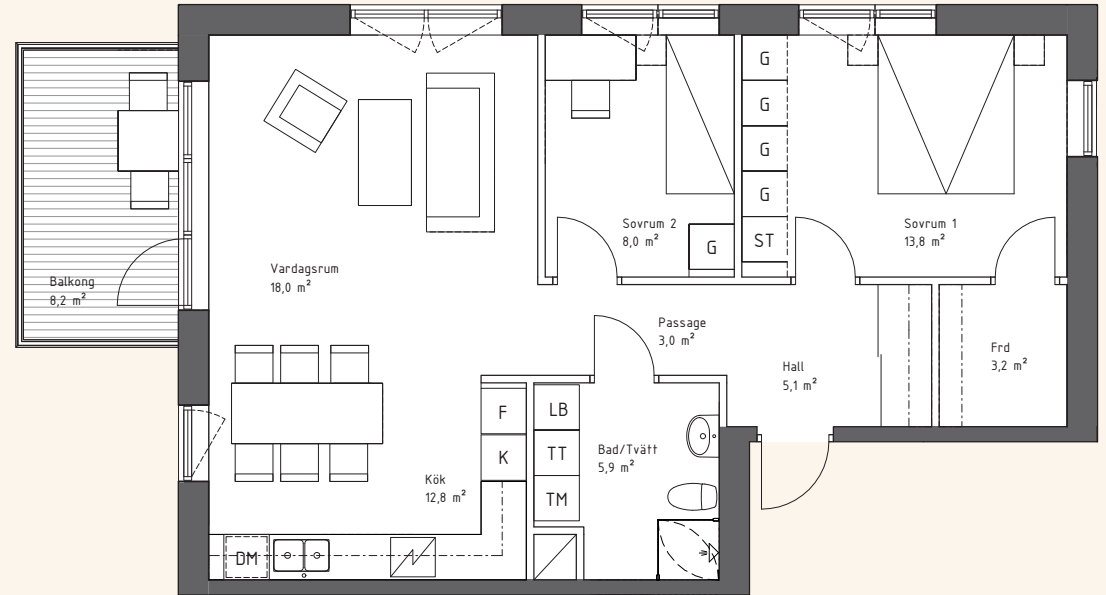 G
G
G
G
ST
G
Sovrum 2
8,0 m²
Sovrum 1
13,8 m²
Vardagsrum
18,0 m²
Balkong
8,2 m²
Passage
3,0 m²
Hall
5,1 m²
Frd
3,2 m²
F
K
LB
TT
TM
Bad/Tvätt
5,9 m²
Kök
12,8 m²
DM